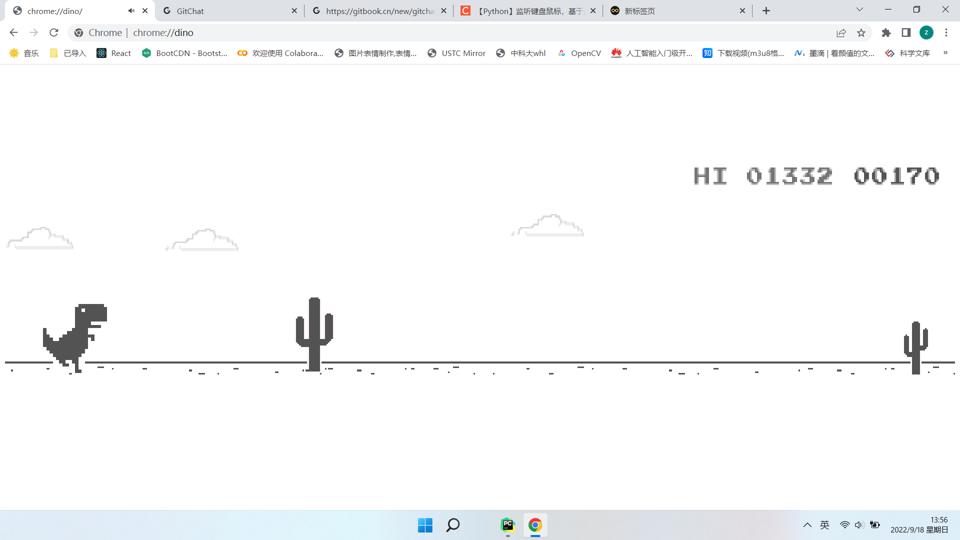 chrome://dino/
GitChat
https://gitbook.cn/new/gitcha
【Python】监听键盘鼠标，基于
新标签页
Chrome | chrome://dino
z
音乐
已导入
React
BootCDN - Bootst...
欢迎使用 Colabora...
图片表情制作,表情...
USTC Mirror
中科大whl
OpenCV
人工智能入门极开...
知 下载视频(m3u8格...
墨滴 | 看颜值的文...
科学文库
»
HI 01332 00170
PC
英
13:56
2022/9/18 星期日